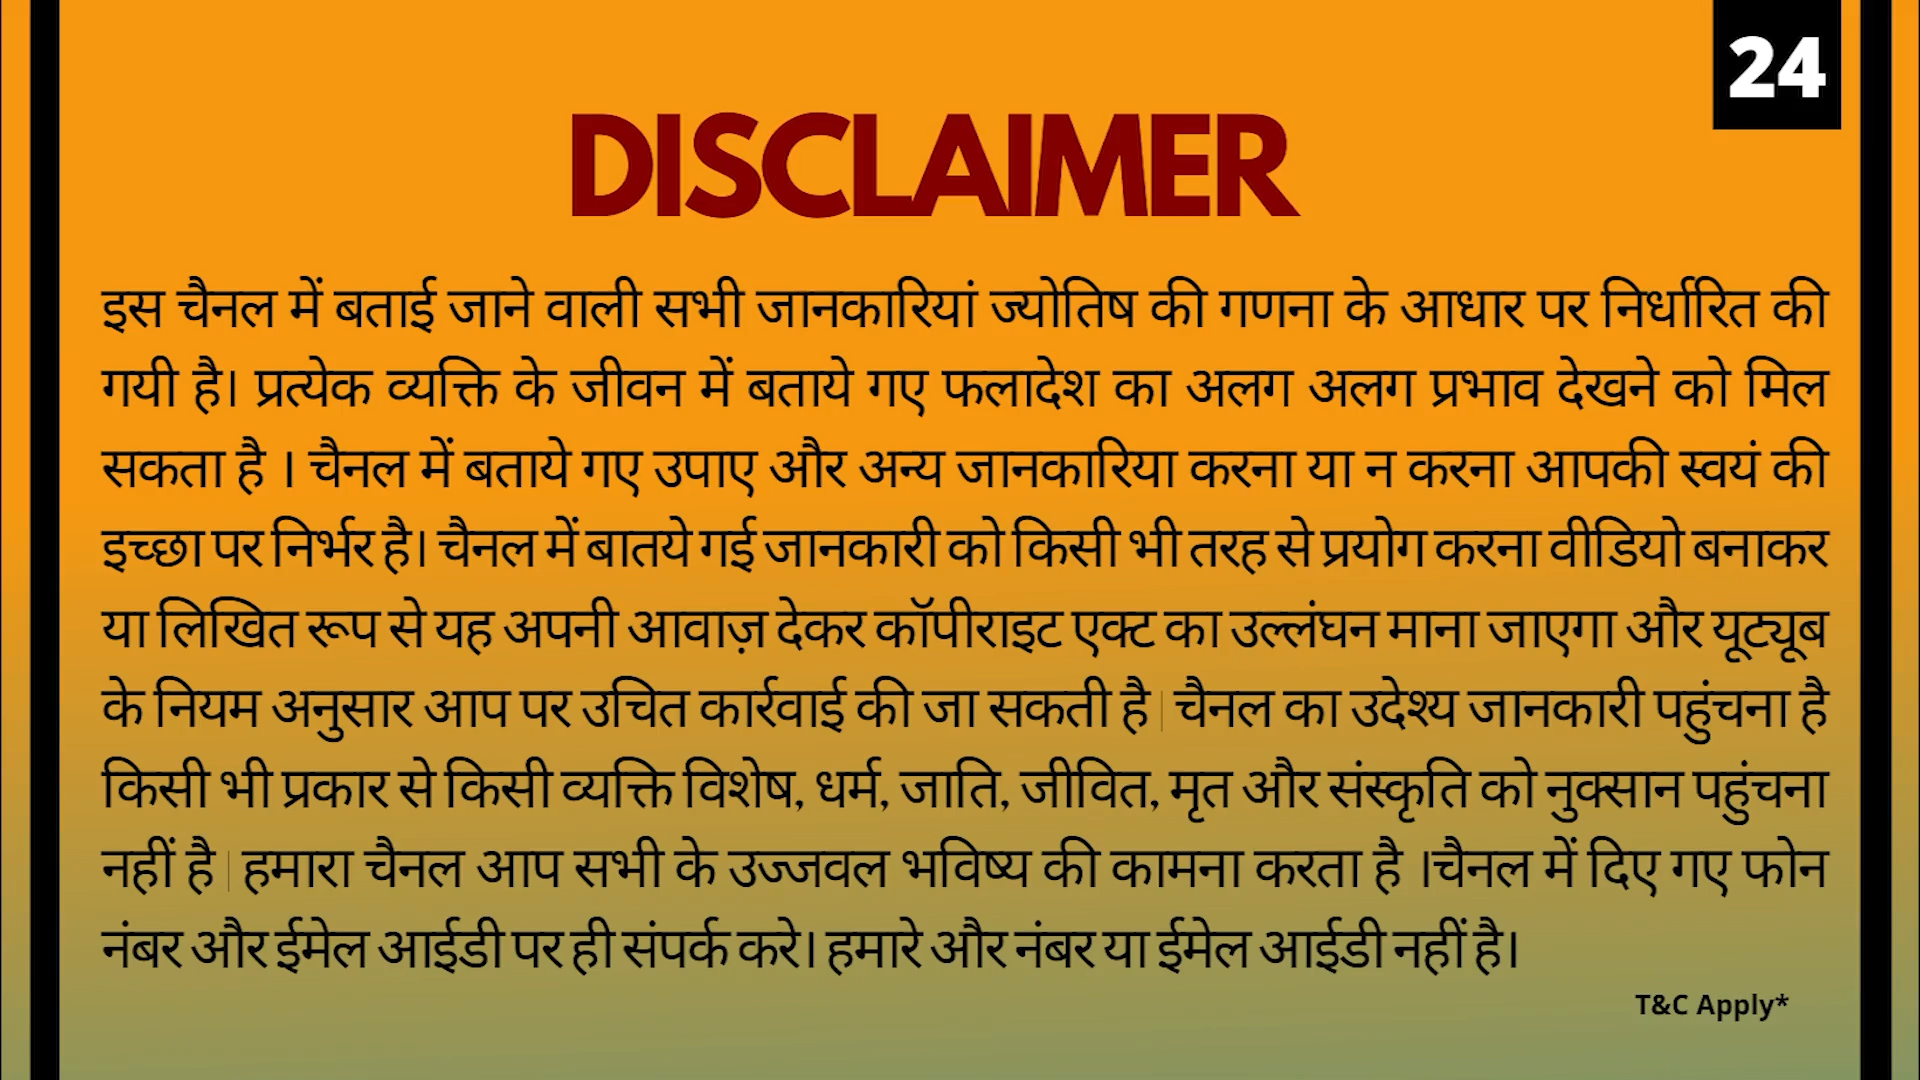 24
DISCLAIMER
इस चैनल में बताई जाने वाली सभी जानकारियां ज्योतिष की गणना के आधार पर निर्धारित की
गयी है। प्रत्येक व्यक्ति के जीवन में बताये गए फलादेश का अलग अलग प्रभाव देखने को मिल
सकता है । चैनल में बताये गए उपाए और अन्य जानकारिया करना या न करना आपकी स्वयं की
इच्छा पर निर्भर है। चैनल में बातये गई जानकारी को किसी भी तरह से प्रयोग करना वीडियो बनाकर
या लिखित रूप से यह अपनी आवाज़ देकर कॉपीराइट एक्ट का उल्लंघन माना जाएगा और यूट्यूब
के नियम अनुसार आप पर उचित कार्रवाई की जा सकती है | चैनल का उदेश्य जानकारी पहुंचना है
किसी भी प्रकार से किसी व्यक्ति विशेष, धर्म, जाति, जीवित, मृत और संस्कृति को नुक्सान पहुंचना
नहीं है | हमारा चैनल आप सभी के उज्जवल भविष्य की कामना करता है ।चैनल में दिए गए फोन
नंबर और ईमेल आईडी पर ही संपर्क करे। हमारे और नंबर या ईमेल आईडी नहीं है।
T&C Apply*